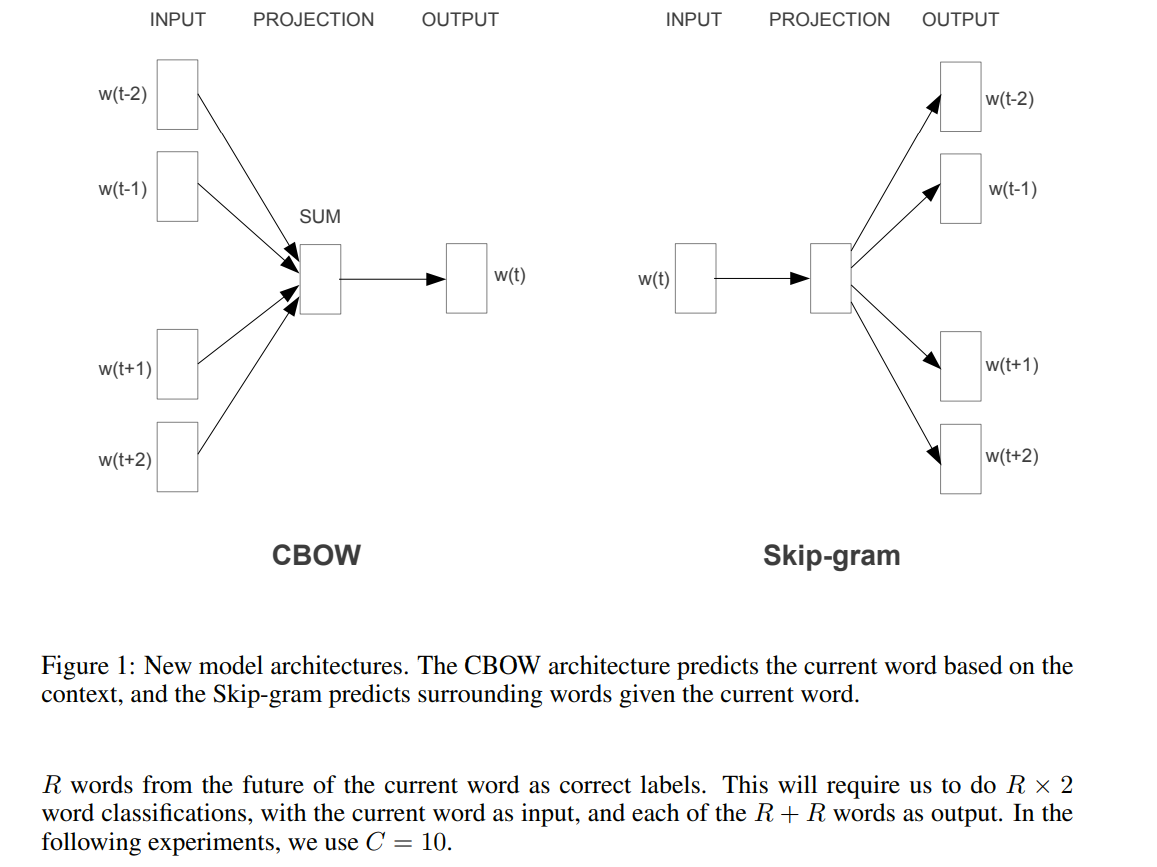 INPUT PROJECTION OUTPUT
w(t-2)
w(t-1)
SUM
w(t)
w(t+1)
w(t+2)
CBOW
INPUT PROJECTION OUTPUT
w(t-2)
w(t-1)
w(t)
w(t+1)
w(t+2)
Skip-gram
Figure 1: New model architectures. The CBOW architecture predicts the current word based on the
context, and the Skip-gram predicts surrounding words given the current word.
R words from the future of the current word as correct labels. This will require us to do R × 2
word classifications, with the current word as input, and each of the R + R words as output. In the
following experiments, we use C = 10.